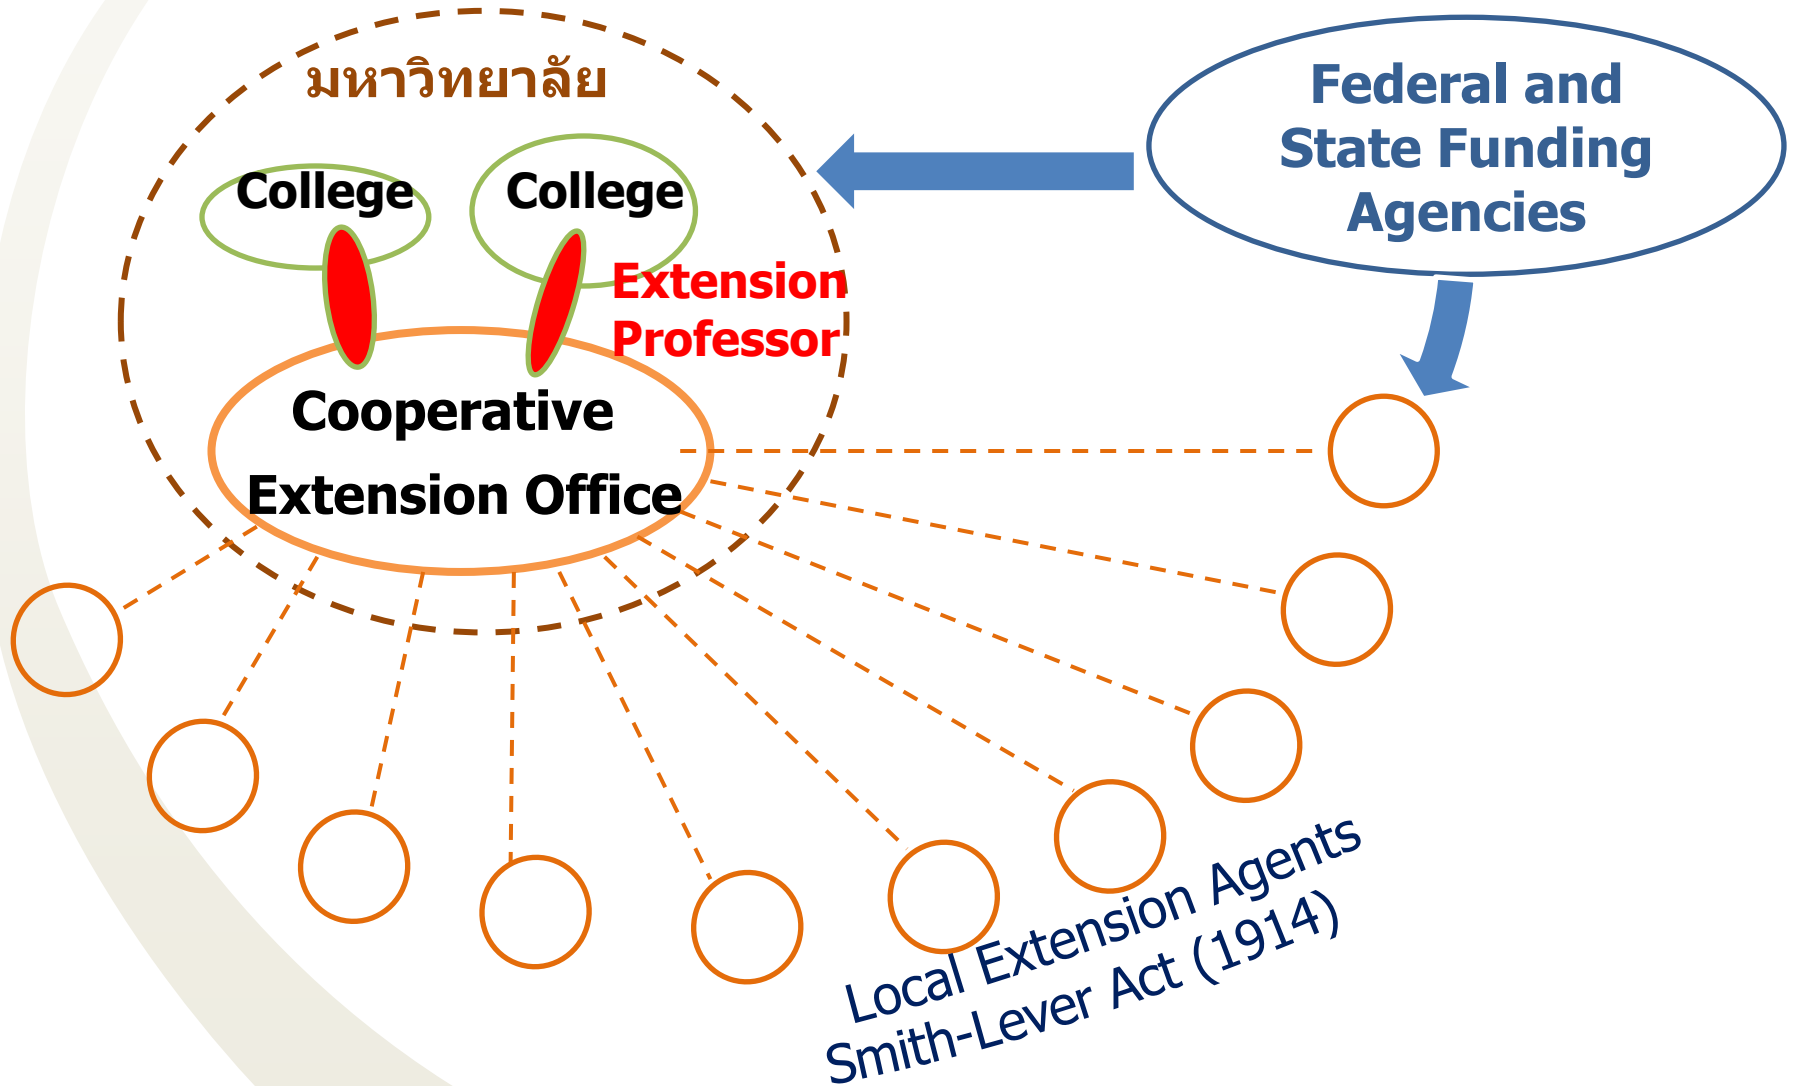 มหาวิทยาลัย
College
College
Extension
Professor
Cooperative
Extension Office
Federal and
State Funding
Agencies
Local Extension Agents
Smith-Lever Act (1914)